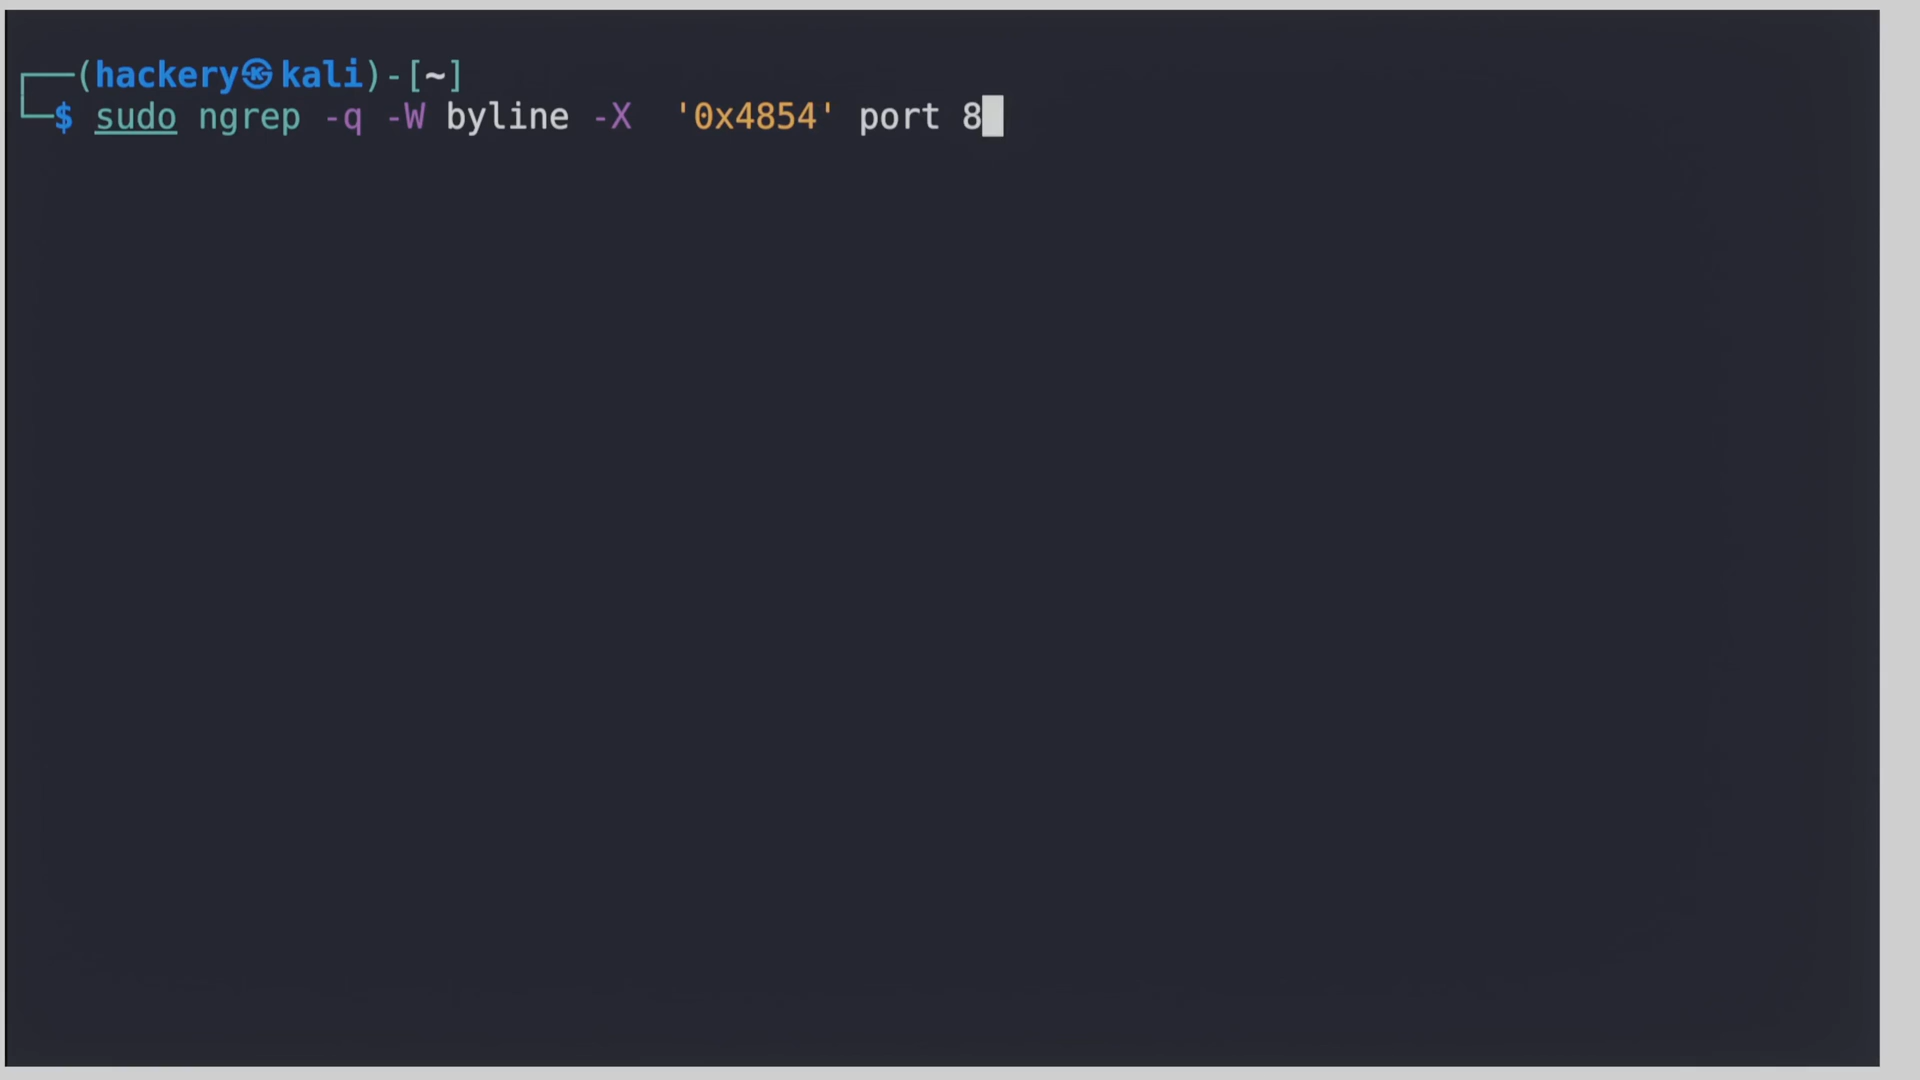 ┌──(hackery㉿kali)-[~]
└─$ sudo ngrep -q -W byline -X  '0x4854' port 8